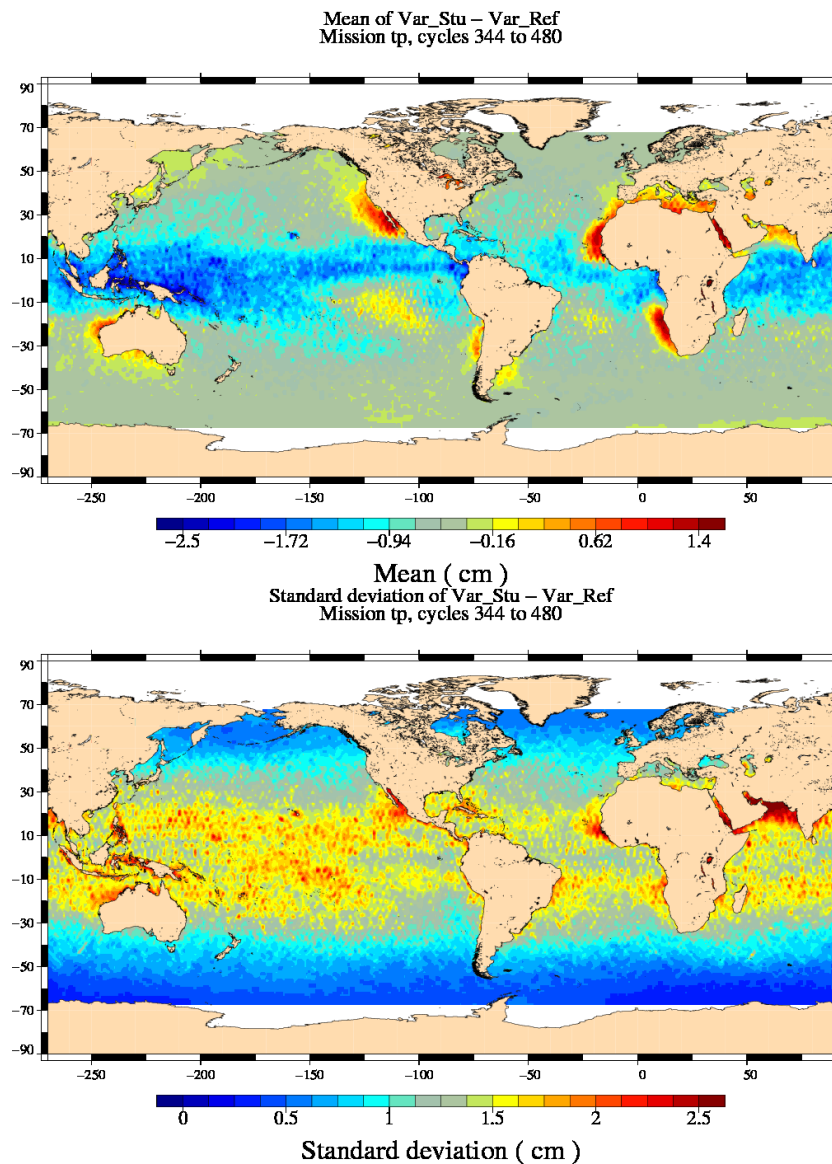 Mean of Var_Stu − Var_Ref
Mission tp, cycles 344 to 480
90
70
50
30
10
−10
−30
−50
−70
−90
−250 −200 −150 −100 −50 0 50
−2.5 −1.72 −0.94 −0.16 0.62 1.4
Mean ( cm )
Standard deviation of Var_Stu − Var_Ref
Mission tp, cycles 344 to 480
90
70
50
30
10
−10
−30
−50
−70
−90
−250 −200 −150 −100 −50 0 50
0 0.5 1 1.5 2 2.5
Standard deviation ( cm )